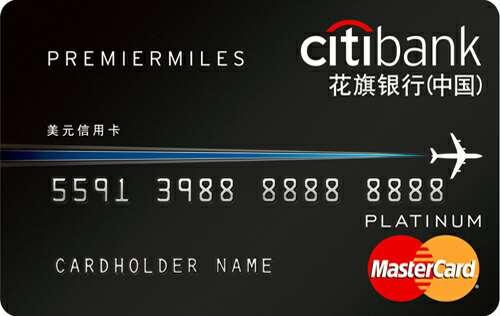 PREMIERMILES
citibank
花旗银行(中国)
美元信用卡
5591 3988 8888 8888
PLATINUM
CARDHOLDER NAME
MasterCard